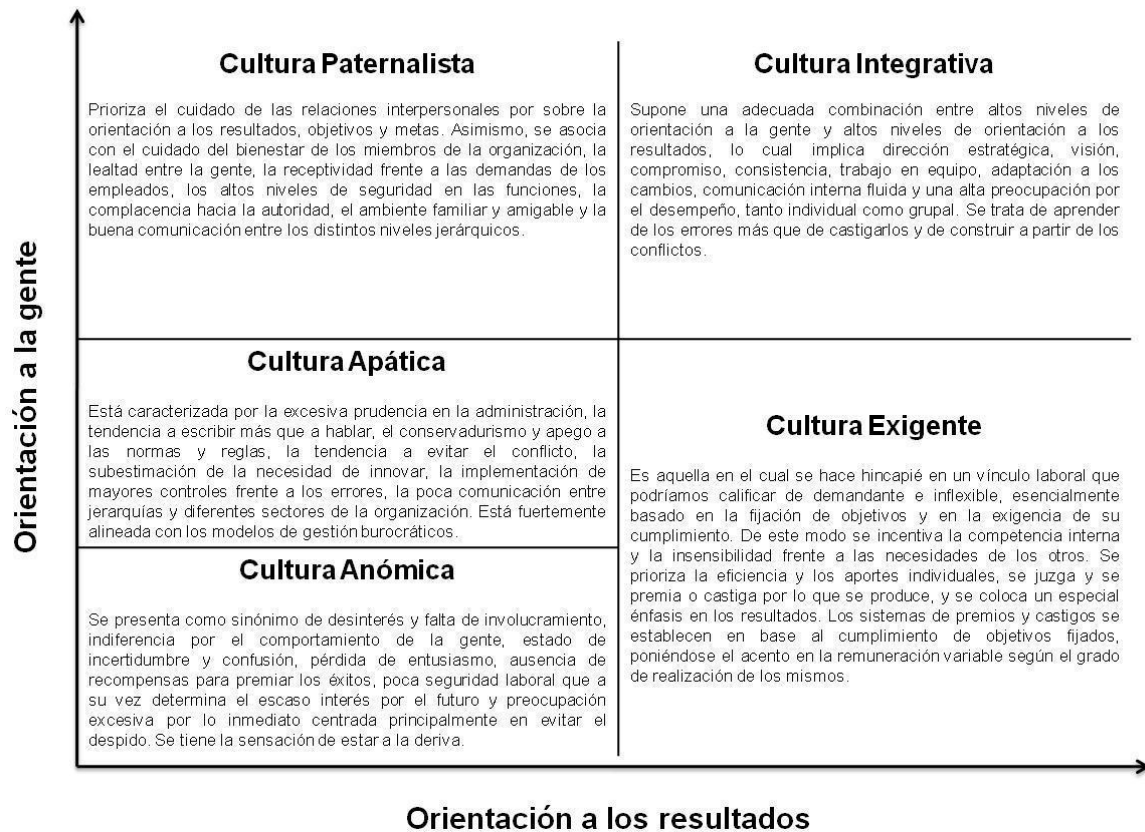 Orientación a la gente
Cultura Paternalista
Prioriza el cuidado de las relaciones interpersonales por sobre la
orientación a los resultados, objetivos y metas. Asimismo, se asocia
con el cuidado del bienestar de los miembros de la organización, la
lealtad entre la gente, la receptividad frente a las demandas de los
empleados, los altos niveles de seguridad en las funciones, la
complacencia hacia la autoridad, el ambiente familiar y amigable y la
buena comunicación entre los distintos niveles jerárquicos.
Cultura Integrativa
Supone una adecuada combinación entre altos niveles de
orientación a la gente y altos niveles de orientación a los
resultados, lo cual implica dirección estratégica, visión,
compromiso, consistencia, trabajo en equipo, adaptación a los
cambios, comunicación interna fluida y una alta preocupación por
el desempeño, tanto individual como grupal. Se trata de aprender
de los errores más que de castigarlos y de construir a partir de los
conflictos.
Cultura Apática
Está caracterizada por la excesiva prudencia en la administración, la
tendencia a escribir más que a hablar, el conservadurismo y apego a
las normas y reglas, la tendencia a evitar el conflicto, la
subestimación de la necesidad de innovar, la implementación de
mayores controles frente a los errores, la poca comunicación entre
jerarquías y diferentes sectores de la organización. Está fuertemente
alineada con los modelos de gestión burocráticos.
Cultura Anómica
Se presenta como sinónimo de desinterés y falta de involucramiento,
indiferencia por el comportamiento de la gente, estado de
incertidumbre y confusión, pérdida de entusiasmo, ausencia de
recompensas para premiar los éxitos, poca seguridad laboral que a
su vez determina el escaso interés por el futuro y preocupación
excesiva por lo inmediato centrada principalmente en evitar el
despido. Se tiene la sensación de estar a la deriva.
Cultura Exigente
Es aquella en el cual se hace hincapié en un vínculo laboral que
podríamos calificar de demandante e inflexible, esencialmente
basado en la fijación de objetivos y en la exigencia de su
cumplimiento. De este modo se incentiva la competencia interna
y la insensibilidad frente a las necesidades de los otros. Se
prioriza la eficiencia y los aportes individuales, se juzga y se
premia o castiga por lo que se produce, y se coloca un especial
énfasis en los resultados. Los sistemas de premios y castigos se
establecen en base al cumplimiento de objetivos fijados,
poniéndose el acento en la remuneración variable según el grado
de realización de los mismos.
Orientación a los resultados